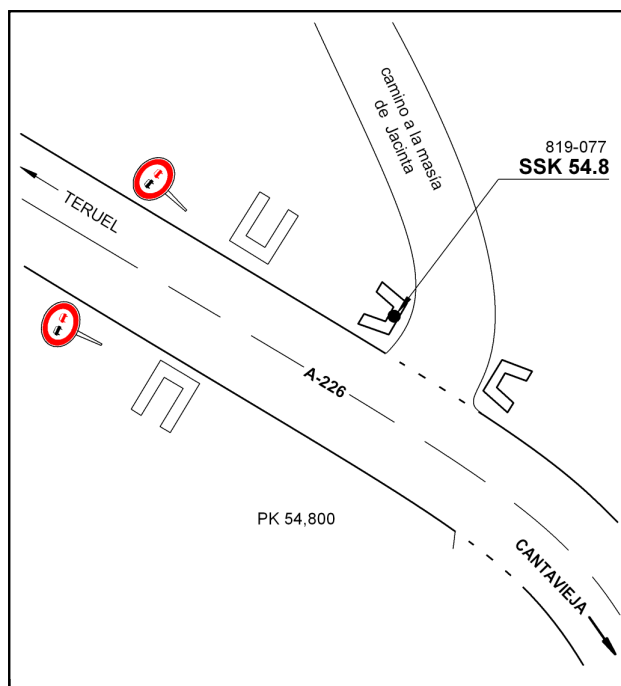 camino a la masía
de Jacinta
819-077
SSK 54.8
TERUEL
A-226
PK 54,800
CANTAVIEJA